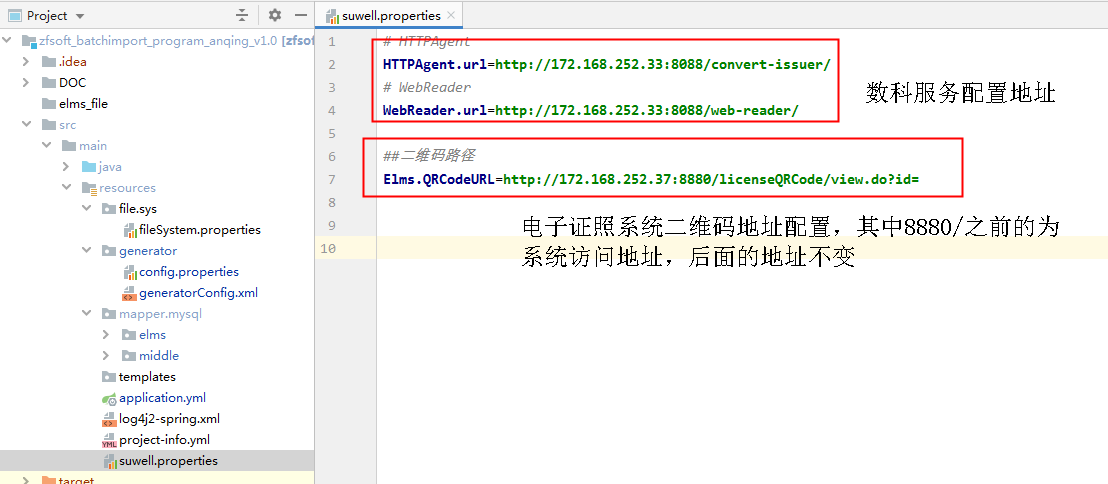 Project
suwell.properties
zfsoft_batchimport_program_anqing_v1.0 [zfsof
.idea
DOC
elms_file
src
main
java
resources
file.sys
fileSystem.properties
generator
config.properties
generatorConfig.xml
mapper.mysql
elms
middle
templates
application.yml
log4j2-spring.xml
project-info.yml
suwell.properties
target
1 # HTTPAgent
2 HTTPAgent.url=http://172.168.252.33:8088/convert-issuer/
3 # WebReader
4 WebReader.url=http://172.168.252.33:8088/web-reader/
5
6 ##二维码路径
7 Elms.QRCodeURL=http://172.168.252.37:8880/licenseQRCode/view.do?id=
8
9
10
数科服务配置地址
电子证照系统二维码地址配置，其中8880/之前的为
系统访问地址，后面的地址不变